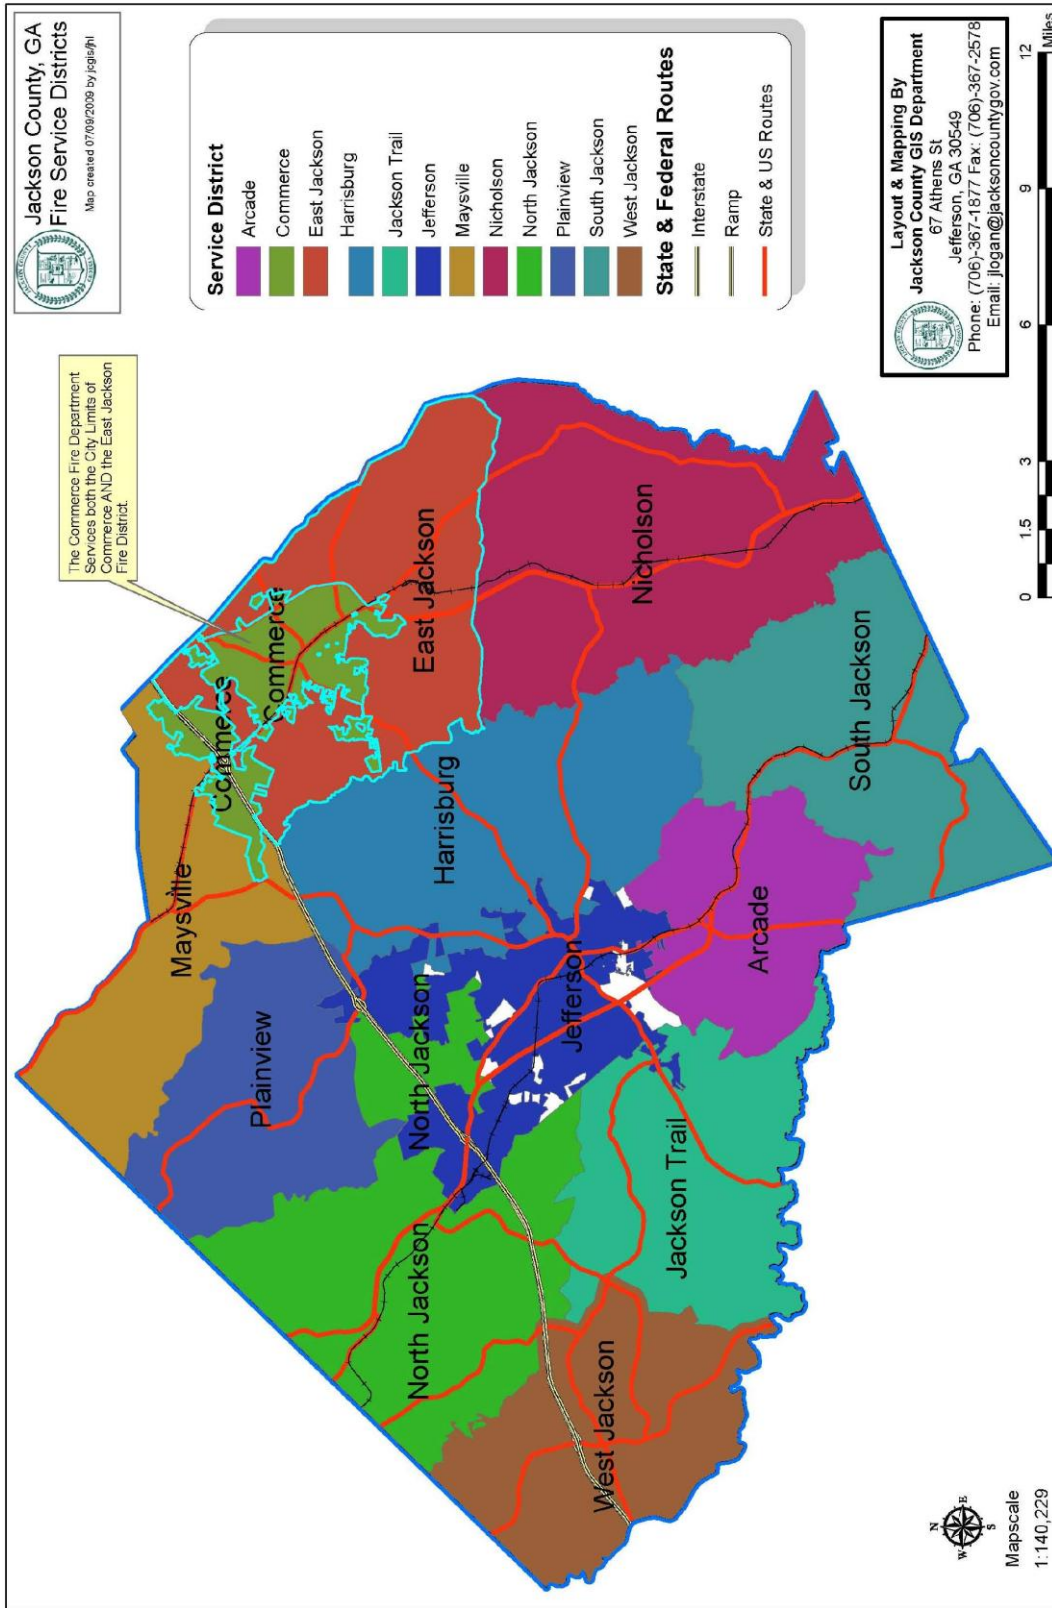 Jackson County, GA
Fire Service Districts
Map created 07/09/2009 by jcgis/jhl
The Commerce Fire Department
Services both the City Limits of
Commerce AND the East Jackson
Fire District.
Service District
Arcade
Commerce
East Jackson
Harrisburg
Jackson Trail
Jefferson
Maysville
Nicholson
North Jackson
Plainview
South Jackson
West Jackson
State & Federal Routes
Interstate
Ramp
State & US Routes
Maysville
Commerce
Commerce
Plainview
East Jackson
Harrisburg
North Jackson
North Jackson
Jefferson
Nicholson
West Jackson
Jackson Trail
Arcade
South Jackson
Layout & Mapping By
Jackson County GIS Department
67 Athens St
Jefferson, GA 30549
Phone: (706)-367-1877 Fax: (706)-367-2578
Email: jlogan@jacksoncountygov.com
N
W E
S
Mapscale
1:140,229
0 1.5 3 6 9 12
Miles